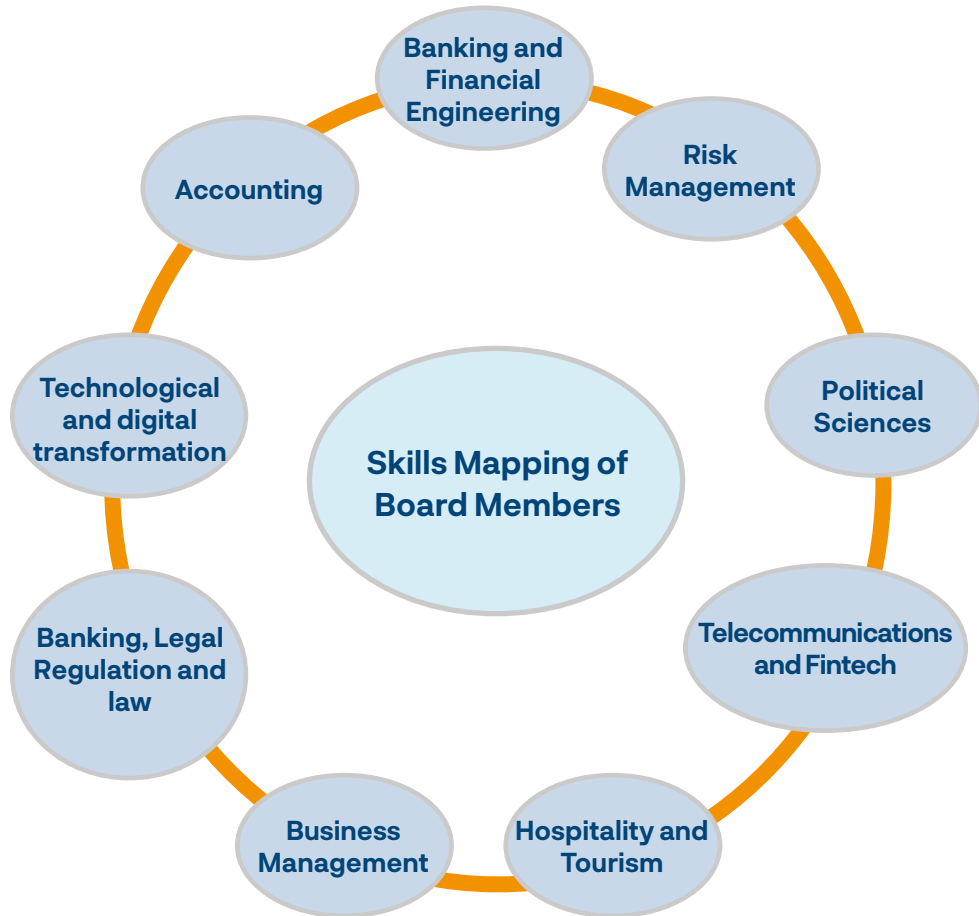 Banking and
Financial
Engineering
Risk
Management
Accounting
Political
Sciences
Technological
and digital
transformation
Skills Mapping of
Board Members
Telecommunications
and Fintech
Banking, Legal
Regulation and
law
Business
Management
Hospitality and
Tourism